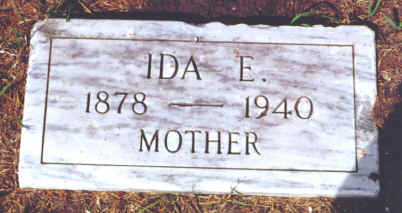 IDA E.
1878 — 1940
MOTHER